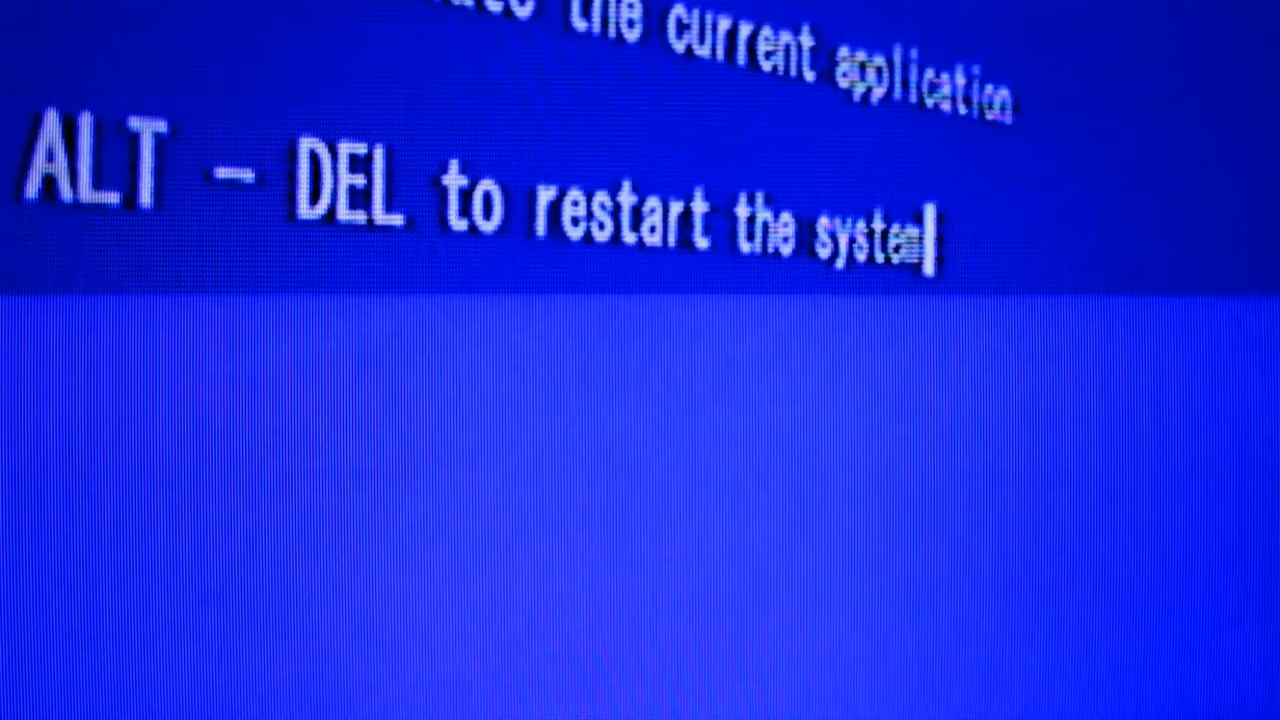 the current application
ALT - DEL to restart the system